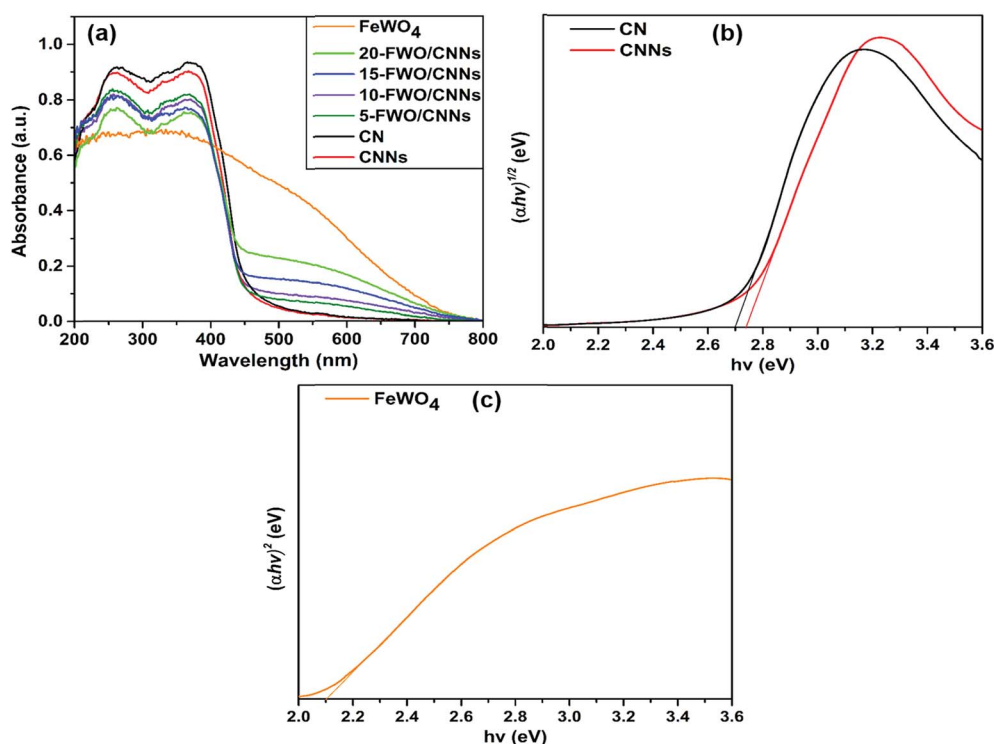 (a)
FeWO4
20-FWO/CNNs
15-FWO/CNNs
10-FWO/CNNs
5-FWO/CNNs
CN
CNNs
1.0
0.8
0.6
0.4
0.2
0.0
Absorbance (a.u.)
200 300 400 500 600 700 800
Wavelength (nm)
CN
CNNs
(b)
(αhv)1/2 (eV)
2.0 2.2 2.4 2.6 2.8 3.0 3.2 3.4 3.6
hv (eV)
FeWO4
(c)
(αhv)2 (eV)
2.0 2.2 2.4 2.6 2.8 3.0 3.2 3.4 3.6
hv (eV)